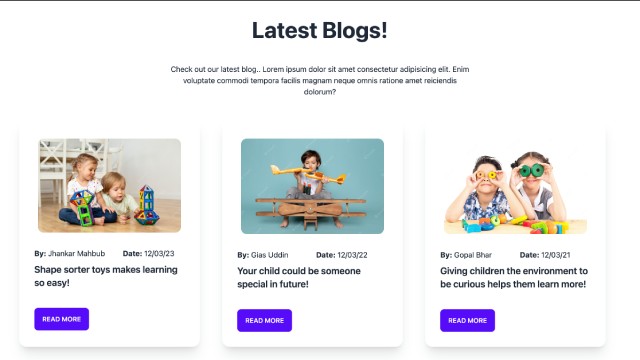 Latest Blogs!
Check out our latest blog.. Lorem ipsum dolor sit amet consectetur adipisicing elit. Enim
voluptate commodi tempora facilis magnam neque omnis ratione amet reiciendis
dolorum?
By: Jhankar Mahbub Date: 12/03/23
Shape sorter toys makes learning
so easy!
READ MORE
By: Gias Uddin Date: 12/03/22
Your child could be someone
special in future!
READ MORE
By: Gopal Bhar Date: 12/03/21
Giving children the environment to
be curious helps them learn more!
READ MORE